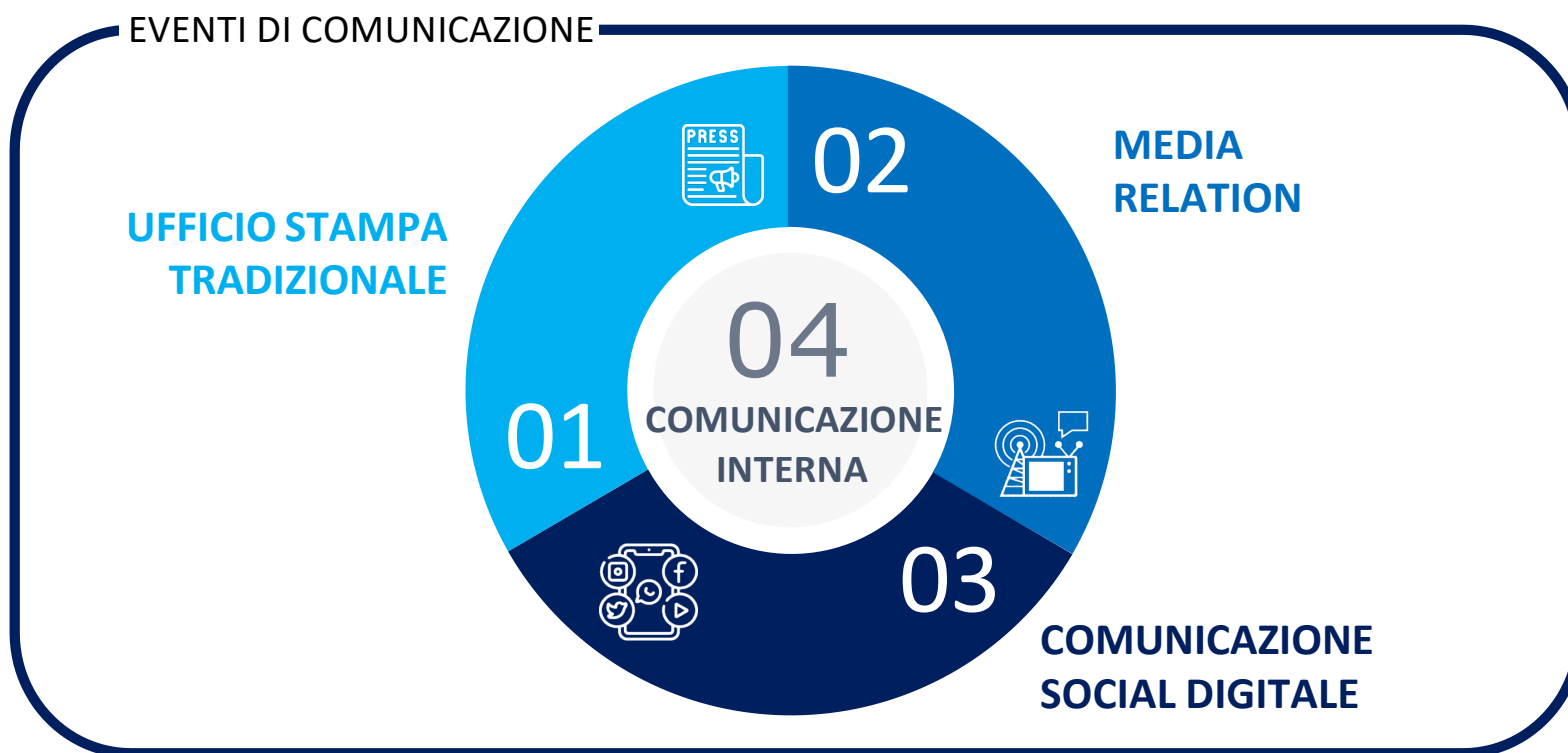 EVENTI DI COMUNICAZIONE
PRESS
02
MEDIA
RELATION
UFFICIO STAMPA
TRADIZIONALE
01
04
COMUNICAZIONE
INTERNA
03
COMUNICAZIONE
SOCIAL DIGITALE